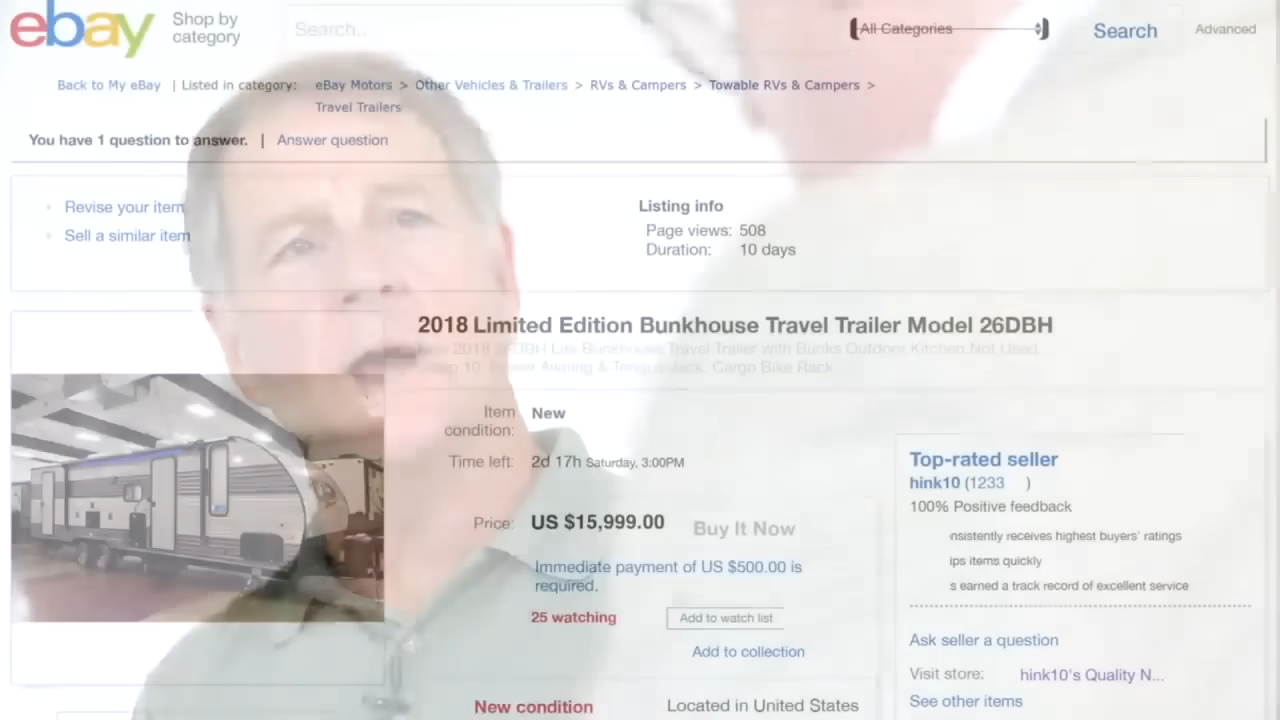 ebay
Shop by
category
Search..
All Categories
Search
Advanced
Back to My eBay | Listed in category: eBay Motors > Other Vehicles & Trailers > RVs & Campers > Towable RVs & Campers >
Travel Trailers
You have 1 question to answer. | Answer question
Revise your item
Sell a similar item
Listing info
Page views: 508
Duration: 10 days
2018 Limited Edition Bunkhouse Travel Trailer Model 26DBH
2018 Lite Bunkhouse Travel Trailer with Bunks Outdoor Kitchen Not Used...
Awning & Tongue Jack, Cargo Bike Rack
Item
condition:
New
Time left: 2d 17h Saturday, 3:00PM
Price: US $15,999.00
Buy It Now
Immediate payment of US $500.00 is
required.
25 watching
Add to watch list
Add to collection
New condition
Located in United States
Top-rated seller
hink10 (1233 )
100% Positive feedback
nsistently receives highest buyers' ratings
ips items quickly
s earned a track record of excellent service
Ask seller a question
Visit store: hink10's Quality N...
See other items